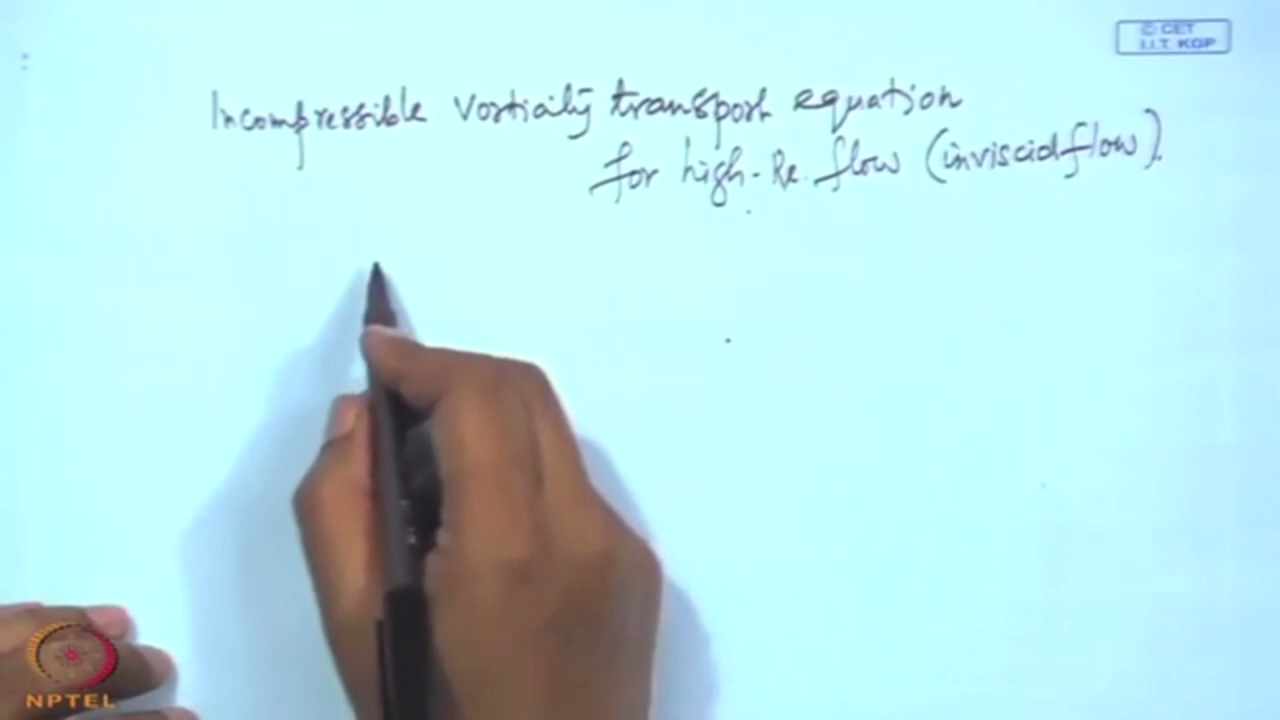 © CET
I.I.T. KGP
Incompressible Vorticity transport equation
for high-Re. flow (inviscid flow).
NPTEL